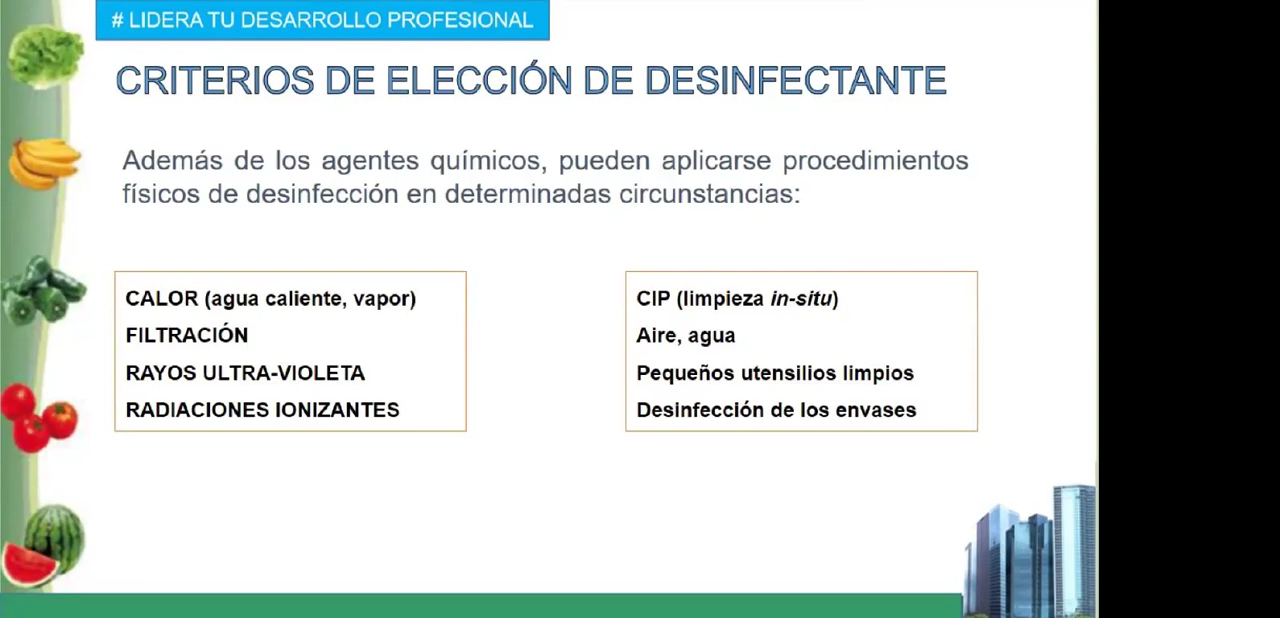 # LIDERA TU DESARROLLO PROFESIONAL
CRITERIOS DE ELECCIÓN DE DESINFECTANTE
Además de los agentes químicos, pueden aplicarse procedimientos
físicos de desinfección en determinadas circunstancias:
CALOR (agua caliente, vapor)
FILTRACIÓN
RAYOS ULTRA-VIOLETA
RADIACIONES IONIZANTES
CIP (limpieza in-situ)
Aire, agua
Pequeños utensilios limpios
Desinfección de los envases